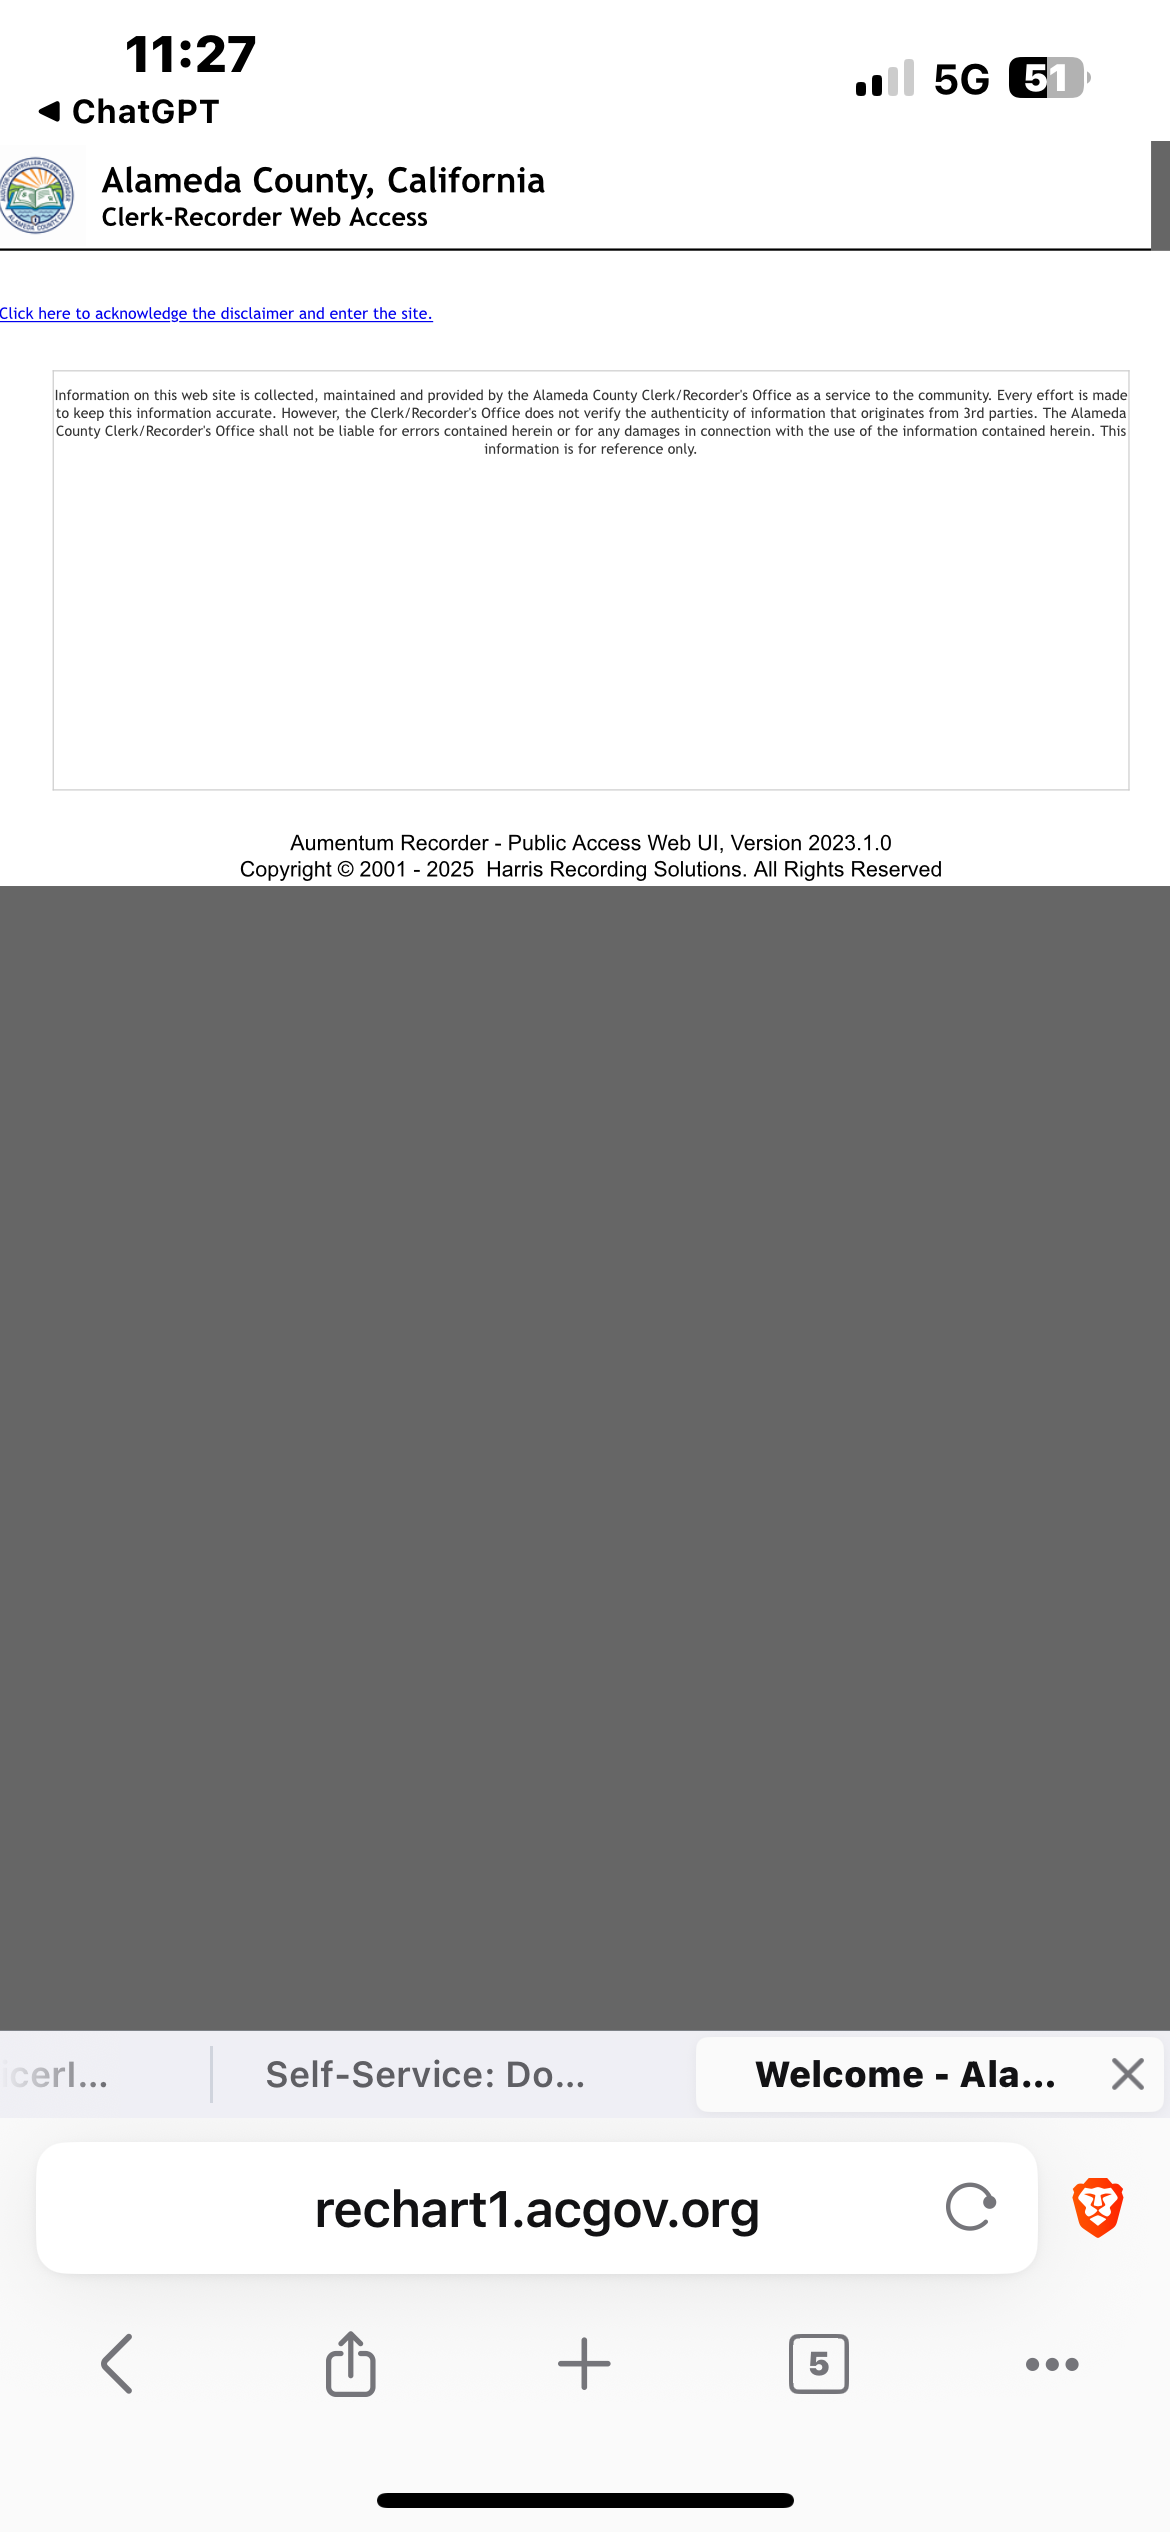 11:27
5G
51
◀ ChatGPT
Alameda County, California
Clerk-Recorder Web Access
Click here to acknowledge the disclaimer and enter the site.
Information on this web site is collected, maintained and provided by the Alameda County Clerk/Recorder's Office as a service to the community. Every effort is made
to keep this information accurate. However, the Clerk/Recorder's Office does not verify the authenticity of information that originates from 3rd parties. The Alameda
County Clerk/Recorder's Office shall not be liable for errors contained herein or for any damages in connection with the use of the information contained herein. This
information is for reference only.
Aumentum Recorder - Public Access Web UI, Version 2023.1.0
Copyright © 2001 - 2025 Harris Recording Solutions. All Rights Reserved
icerI...
Self-Service: Do...
Welcome - Ala...
rechart1.acgov.org
5